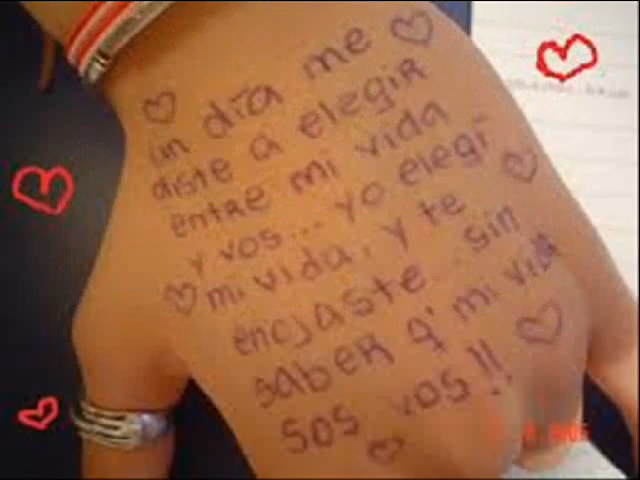 un día me
diste a elegir
entre mi vida
y vos... yo elegi
mi vida, y te
enojaste sin
saber q' mi vida
sos vos!!